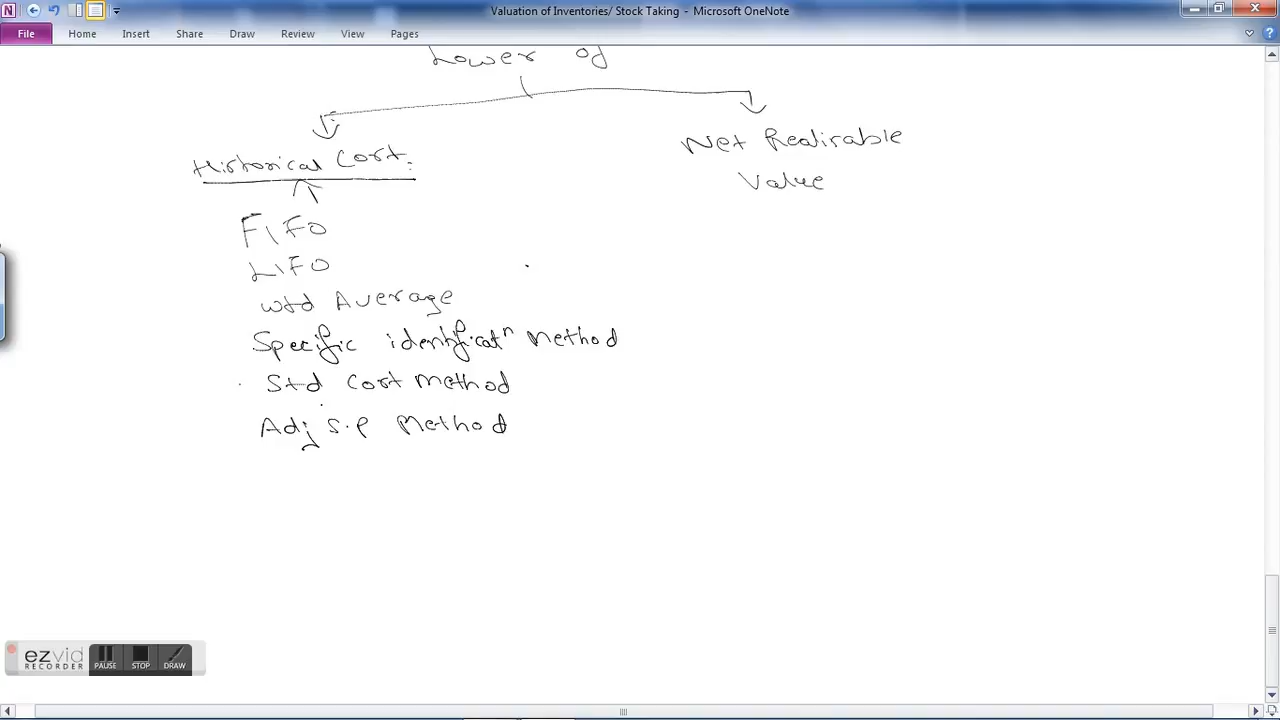 Valuation of Inventories/ Stock Taking - Microsoft OneNote
File Home Insert Share Draw Review View Pages
Lower of
Historical Cost.
Net Realisable
Value
FIFO
LIFO
wtd Average
Specific identificatn Method
Std Cost Method
Adj S.P Method
ezvid
RECORDER
PAUSE STOP DRAW